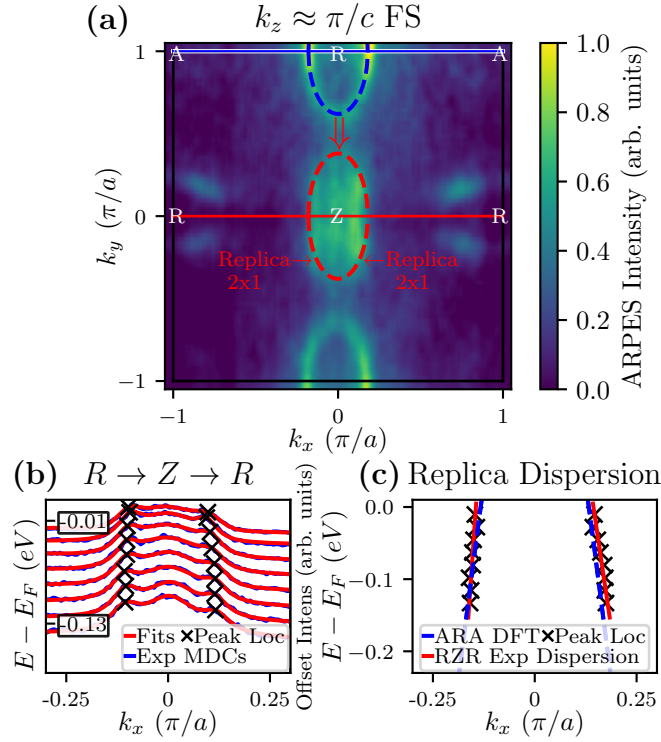 (a) k_z ≈ π/c FS
A R A
R Z R
Replica→ ←Replica
2x1 2x1
1
0
−1
k_y (π/a)
−1 0 1
k_x (π/a)
1.0
0.8
0.6
0.4
0.2
0.0
ARPES Intensity (arb. units)
(b) R → Z → R
-0.01
-0.13
E − E_F (eV)
Fits Peak Loc
Exp MDCs
-0.25 0 0.25
k_x (π/a)
Offset Intens (arb. units)
(c) Replica Dispersion
0.0
−0.1
−0.2
E − E_F (eV)
ARA DFT Peak Loc
RZR Exp Dispersion
-0.25 0 0.25
k_x (π/a)